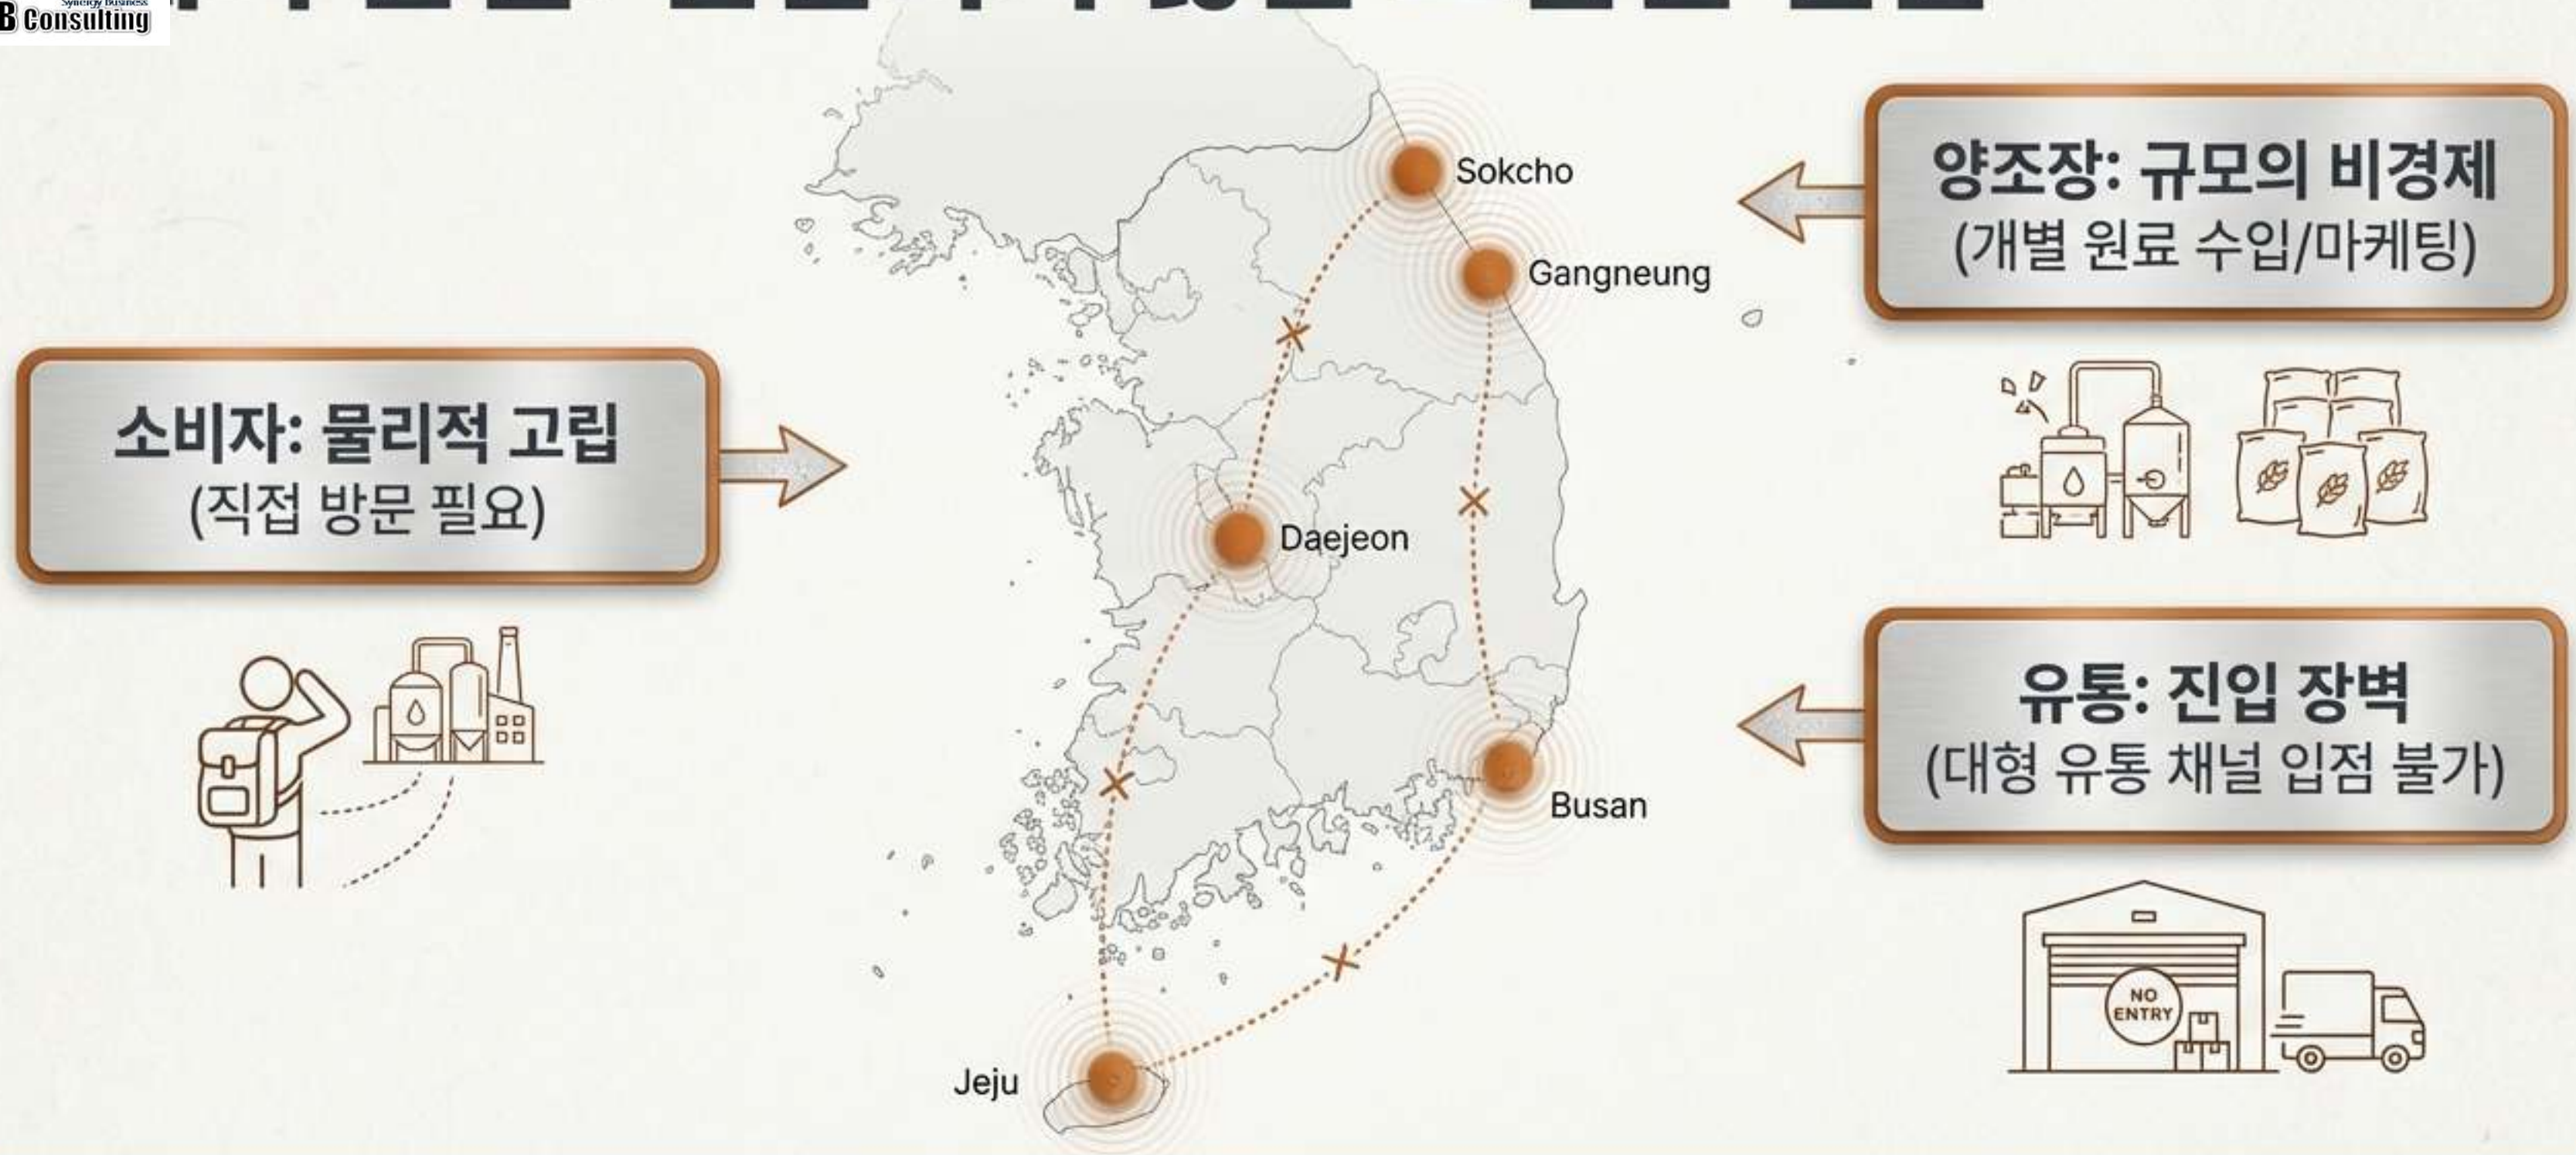 Synergy Business
B Consulting
Sokcho
양조장: 규모의 비경제
(개별 원료 수입/마케팅)
Gangneung
소비자: 물리적 고립
(직접 방문 필요)
Daejeon
유통: 진입 장벽
(대형 유통 채널 입점 불가)
Busan
NO
ENTRY
Jeju